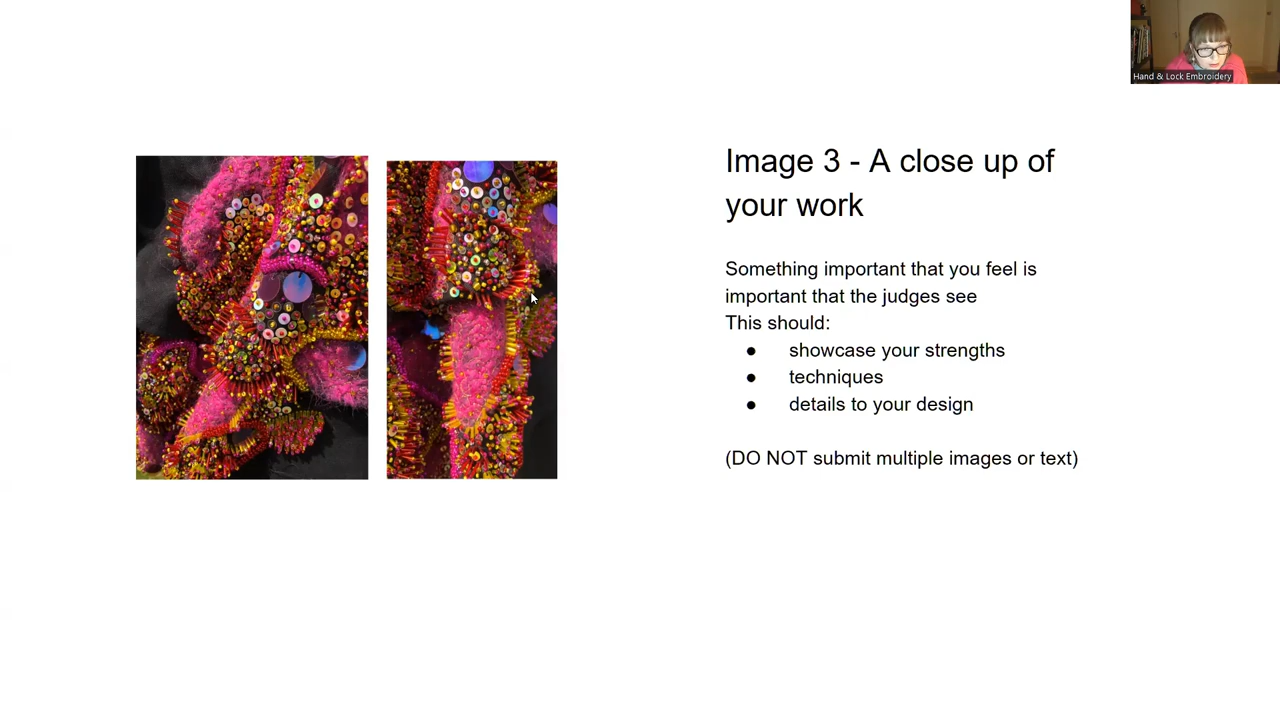 Hand & Lock Embroidery
Image 3 - A close up of
your work
Something important that you feel is
important that the judges see
This should:
● showcase your strengths
● techniques
● details to your design
(DO NOT submit multiple images or text)